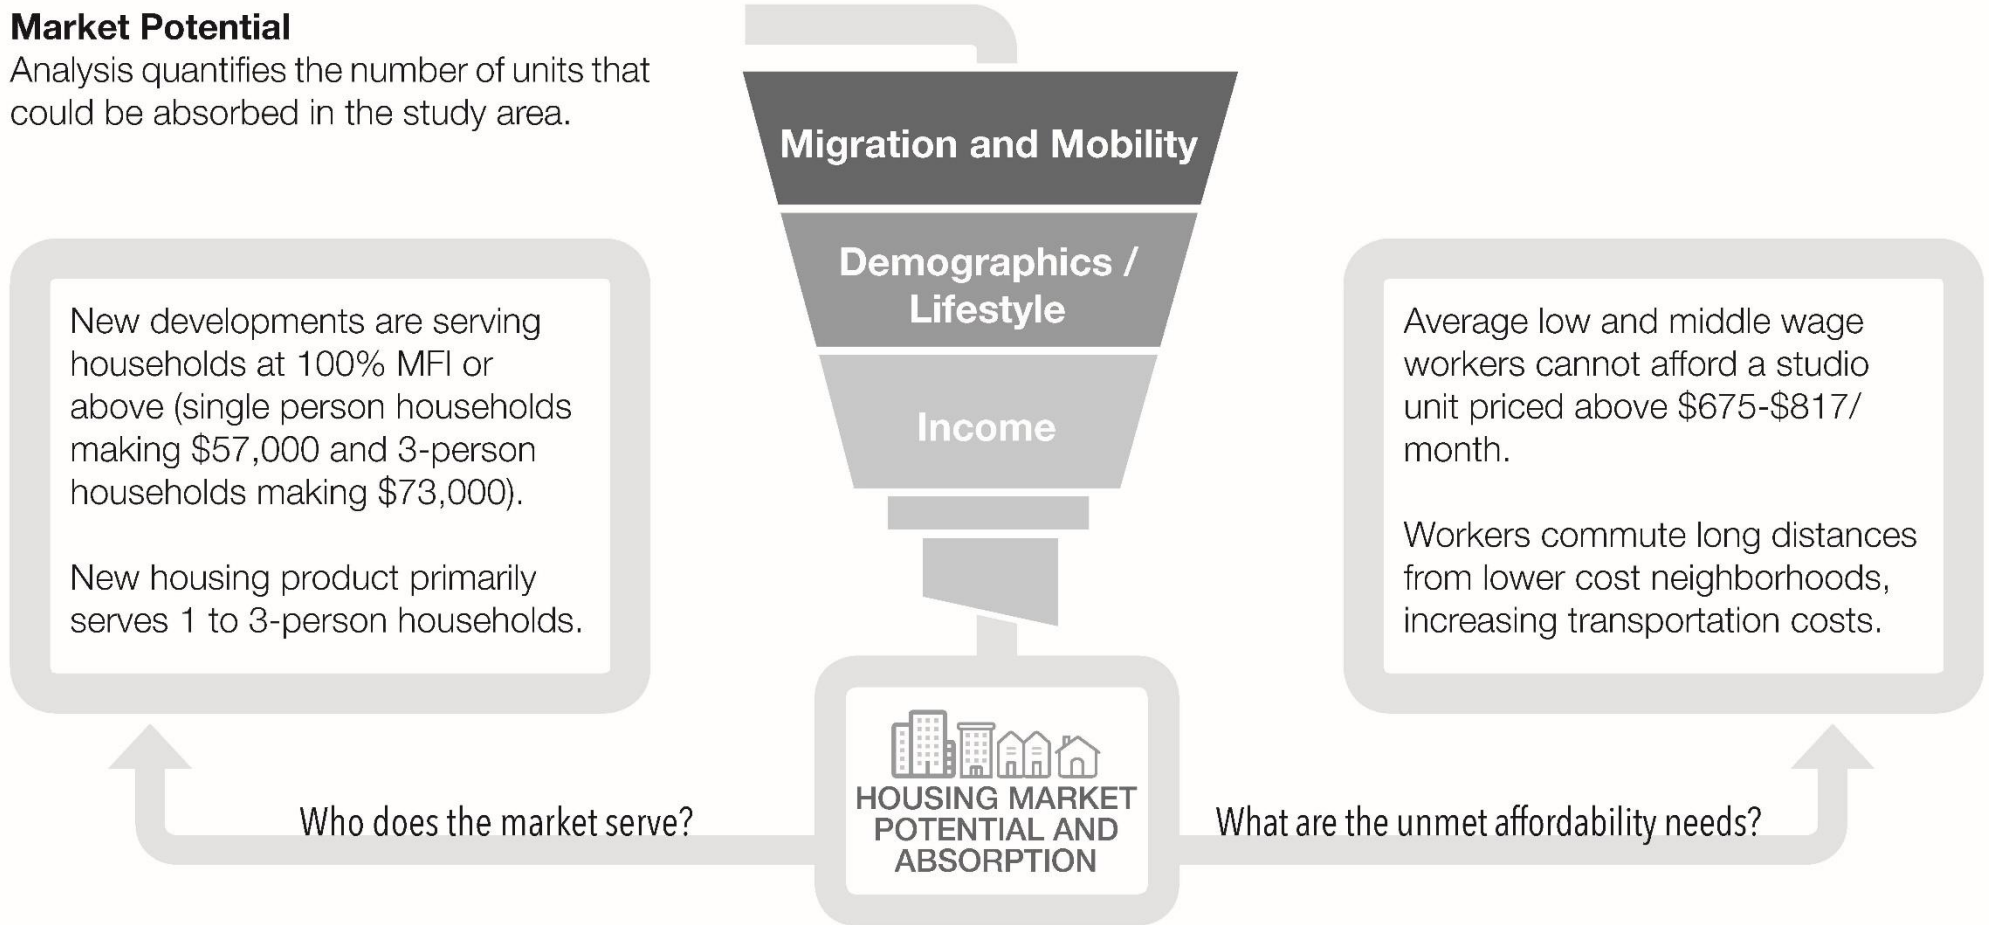 Market Potential
Analysis quantifies the number of units that
could be absorbed in the study area.
Migration and Mobility
Demographics /
Lifestyle
Income
New developments are serving
households at 100% MFI or
above (single person households
making $57,000 and 3-person
households making $73,000).
New housing product primarily
serves 1 to 3-person households.
Average low and middle wage
workers cannot afford a studio
unit priced above $675-$817/
month.
Workers commute long distances
from lower cost neighborhoods,
increasing transportation costs.
Who does the market serve?
HOUSING MARKET
POTENTIAL AND
ABSORPTION
What are the unmet affordability needs?